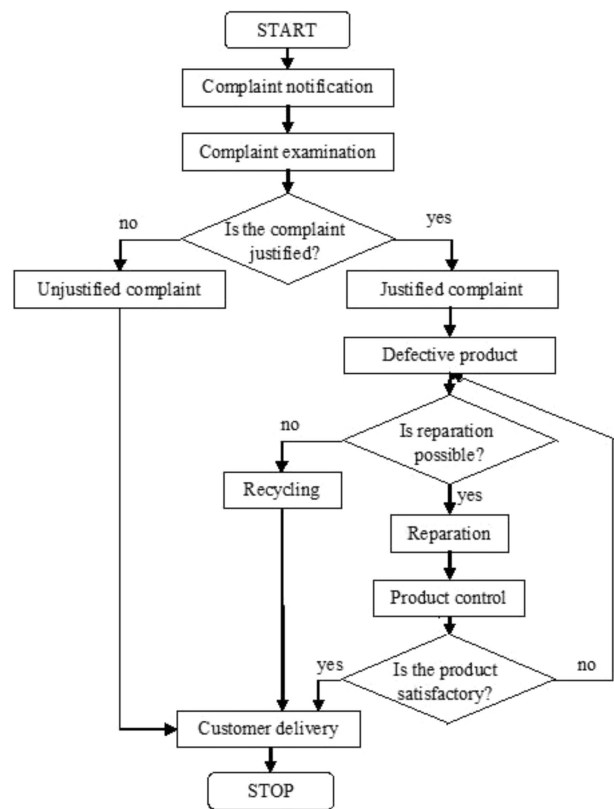 START
Complaint notification
Complaint examination
no
Is the complaint
justified?
yes
Unjustified complaint
Justified complaint
Defective product
no
Is reparation
possible?
Recycling
yes
Reparation
Product control
yes
Is the product
satisfactory?
no
Customer delivery
STOP